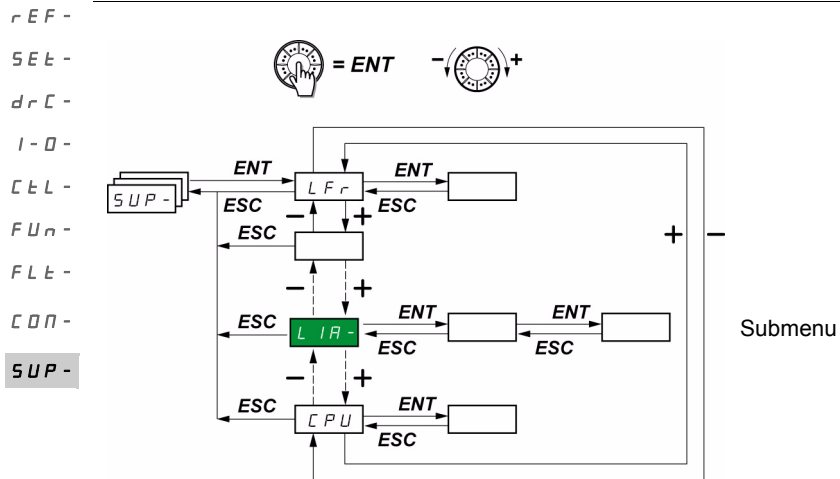 rEF-
SEt-
drC-
I-O-
CtL-
FUn-
FLt-
COM-
SUP-
= ENT
- +
SUP-
ENT
ESC
LFr
ENT
ESC
- +
ESC
+ -
- +
ESC
LIA-
ENT
ESC
ENT
ESC
Submenu
- +
ESC
CPU
ENT
ESC